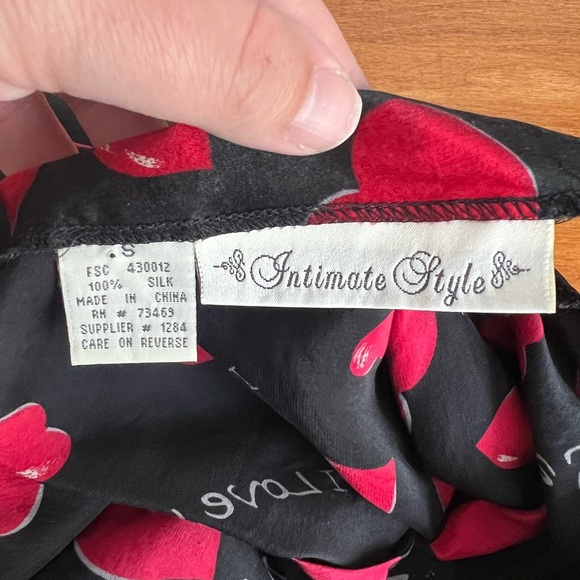 S
FSC 430012
100% SILK
MADE IN CHINA
RN # 73469
SUPPLIER # 1284
CARE ON REVERSE
Intimate Style
I Love